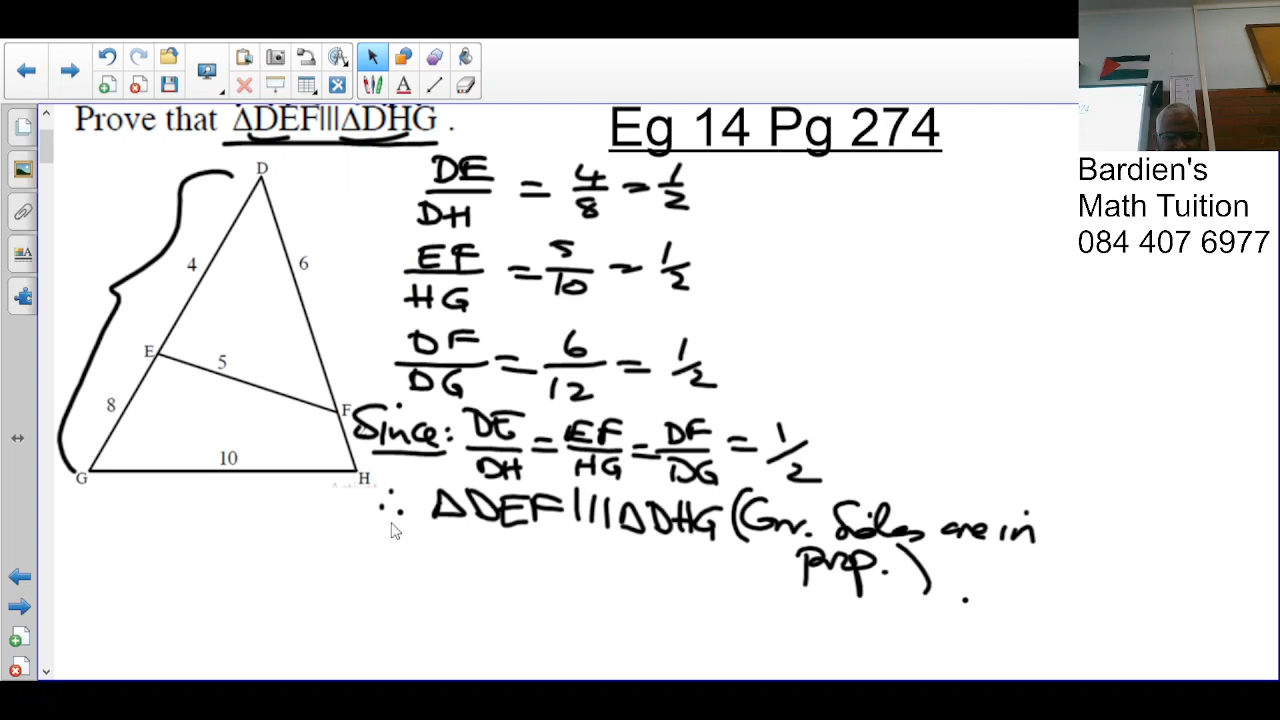 Prove that ΔDEF|||ΔDHG .
Eg 14 Pg 274
D
4
6
E
5
8
F
10
G
H
DE/DH = 4/8 = 1/2
EF/HG = 5/10 = 1/2
DF/DG = 6/12 = 1/2
Since: DE/DH = EF/HG = DF/DG = 1/2
∴ ΔDEF|||ΔDHG (Corr. Sides are in
prop.)
Bardien's
Math Tuition
084 407 6977